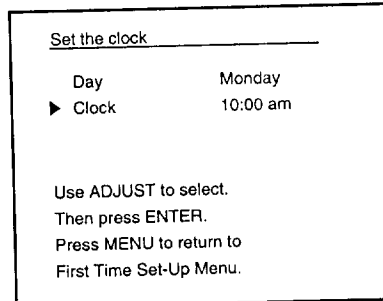 Set the clock
Day Monday
▶ Clock 10:00 am
Use ADJUST to select.
Then press ENTER.
Press MENU to return to
First Time Set-Up Menu.